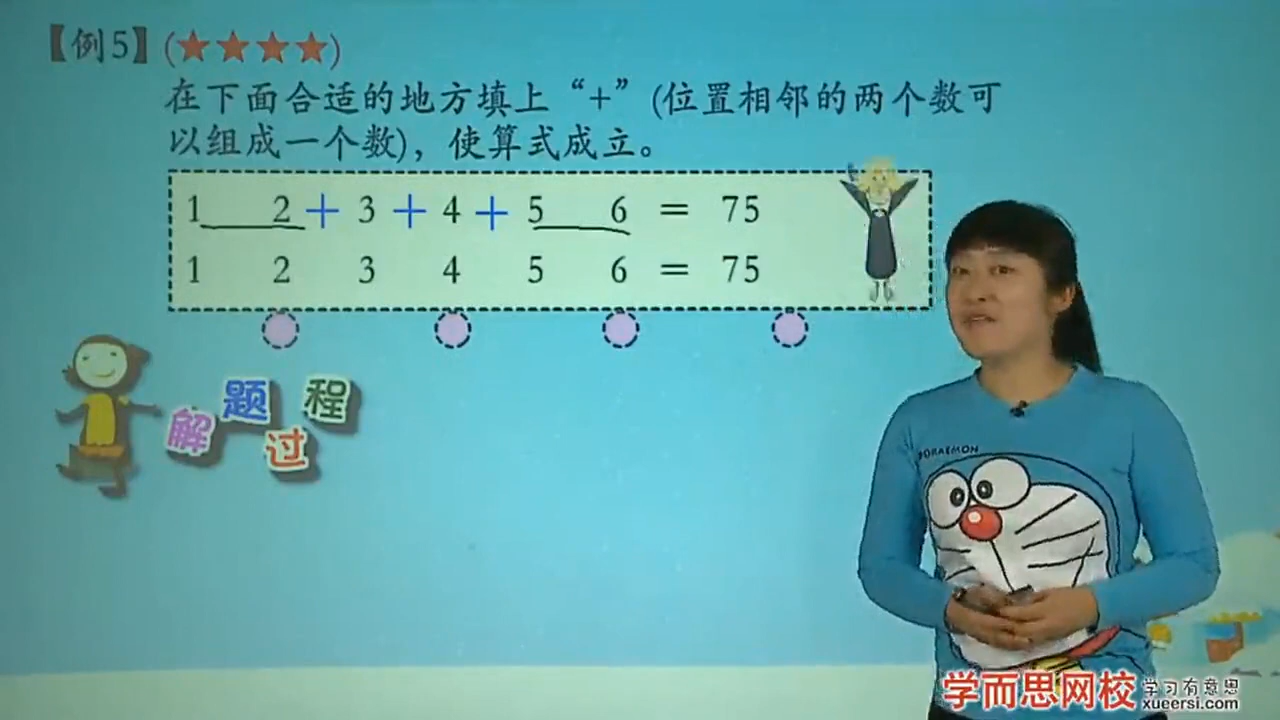 【例5】(★★★★)
在下面合适的地方填上“+”(位置相邻的两个数可
以组成一个数)，使算式成立。
1 2 + 3 + 4 + 5 6 = 75
1 2 3 4 5 6 = 75
解题过程
DORAEMON
学而思网校 学习有意思
xueersi.com